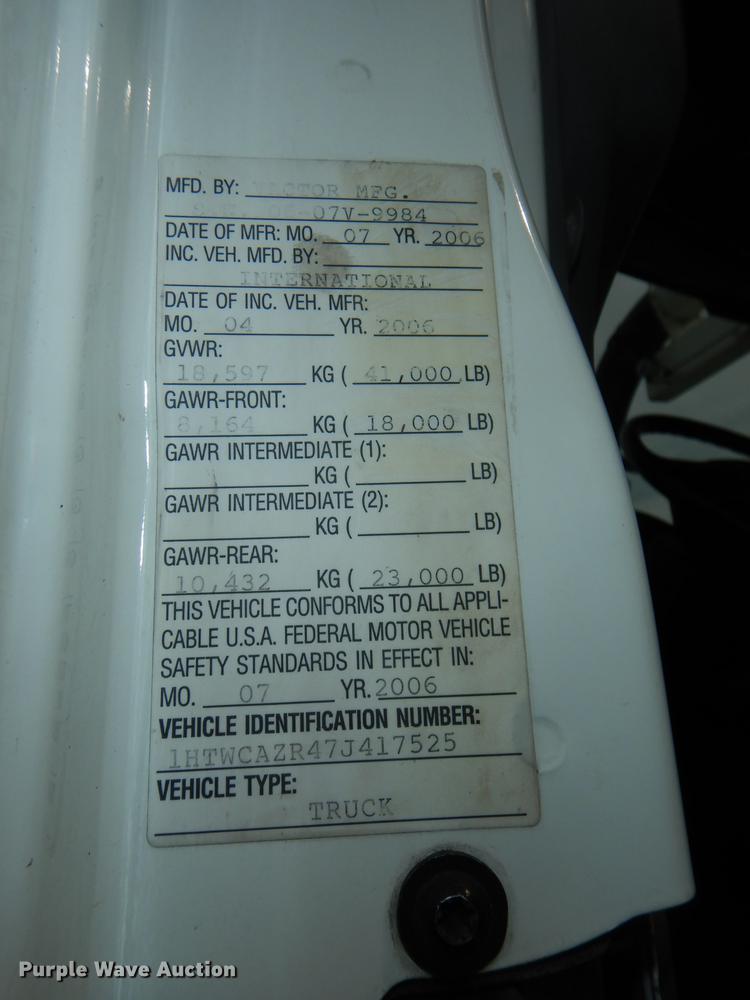 MFD. BY: VACTOR MFG.
07V-9984
DATE OF MFR: MO. 07 YR. 2006
INC. VEH. MFD. BY:
INTERNATIONAL
DATE OF INC. VEH. MFR:
MO. 04 YR. 2006
GVWR:
18,597 KG ( 41,000 LB)
GAWR-FRONT:
8,164 KG ( 18,000 LB)
GAWR INTERMEDIATE (1):
KG ( LB)
GAWR INTERMEDIATE (2):
KG ( LB)
GAWR-REAR:
10,432 KG ( 23,000 LB)
THIS VEHICLE CONFORMS TO ALL APPLI-
CABLE U.S.A. FEDERAL MOTOR VEHICLE
SAFETY STANDARDS IN EFFECT IN:
MO. 07 YR. 2006
VEHICLE IDENTIFICATION NUMBER:
1HTWCAZR47J417525
VEHICLE TYPE:
TRUCK
Purple Wave Auction